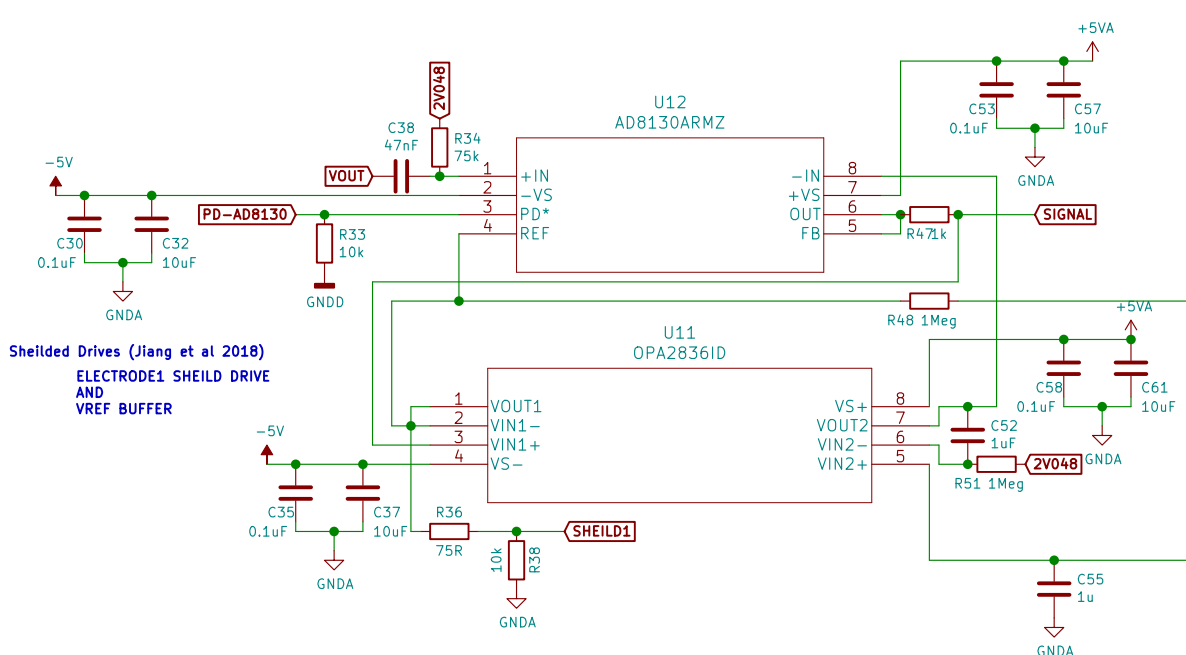 +5VA
2V048
U12
AD8130ARMZ
C38
47nF
R34
75k
C53
0.1uF
C57
10uF
GNDA
-5V
VOUT
1
+IN
-IN
8
2
-VS
+VS
7
PD-AD8130
3
PD*
OUT
6
R47
1k
SIGNAL
4
REF
FB
5
C30
0.1uF
C32
10uF
R33
10k
GNDA
GNDD
R48 1Meg
+5VA
U11
OPA2836ID
Sheilded Drives (Jiang et al 2018)
ELECTRODE1 SHEILD DRIVE
AND
VREF BUFFER
C58
0.1uF
C61
10uF
GNDA
1
VOUT1
VS+
8
2
VIN1-
VOUT2
7
3
VIN1+
VIN2-
6
4
VS-
VIN2+
5
C52
1uF
R51 1Meg
2V048
-5V
C35
0.1uF
C37
10uF
GNDA
R36
75R
10k
R38
SHEILD1
GNDA
C55
1u
GNDA